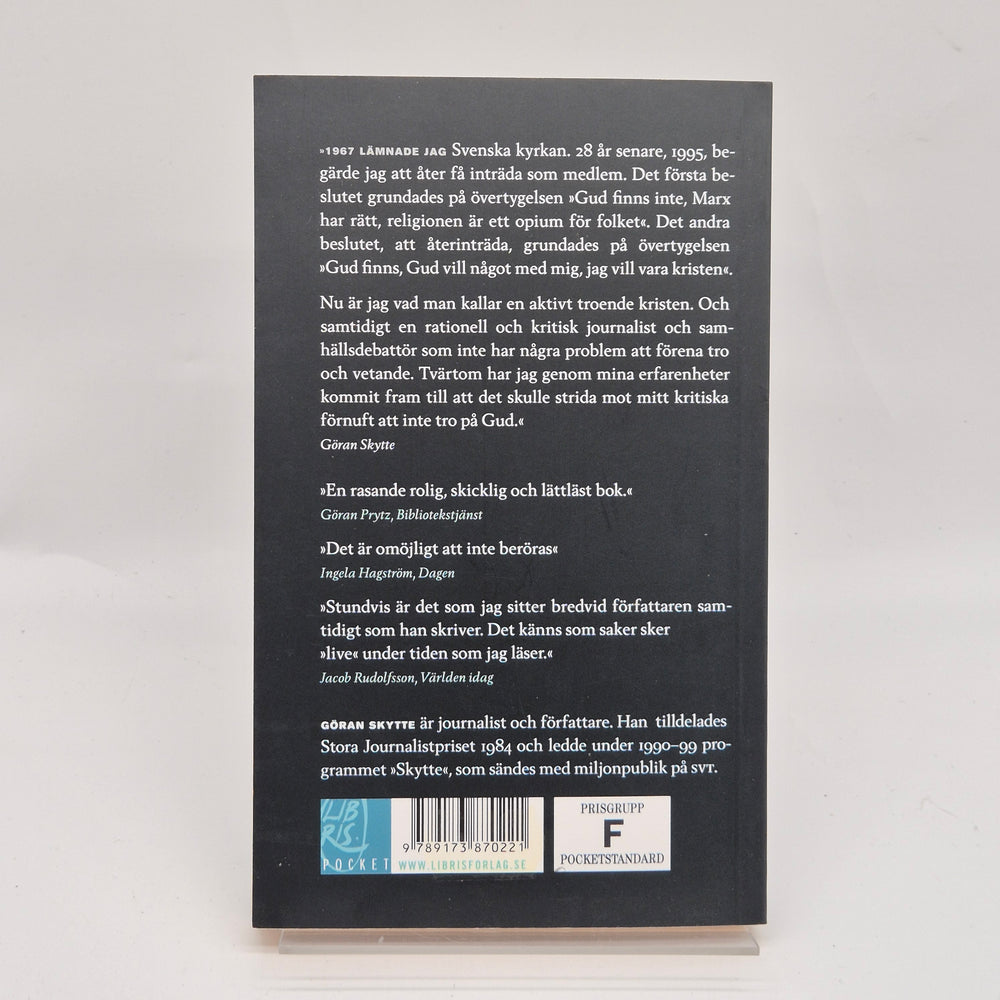 »1967 LÄMNADE JAG Svenska kyrkan. 28 år senare, 1995, be-
gärde jag att åter få inträda som medlem. Det första be-
slutet grundades på övertygelsen »Gud finns inte, Marx
har rätt, religionen är ett opium för folket«. Det andra
beslutet, att återinträda, grundades på övertygelsen
»Gud finns, Gud vill något med mig, jag vill vara kristen«.
Nu är jag vad man kallar en aktivt troende kristen. Och
samtidigt en rationell och kritisk journalist och sam-
hällsdebattör som inte har några problem att förena tro
och vetande. Tvärtom har jag genom mina erfarenheter
kommit fram till att det skulle strida mot mitt kritiska
förnuft att inte tro på Gud.«
Göran Skytte
»En rasande rolig, skicklig och lättläst bok.«
Göran Prytz, Bibliotekstjänst
»Det är omöjligt att inte beröras«
Ingela Hagström, Dagen
»Stundvis är det som jag sitter bredvid författaren sam-
tidigt som han skriver. Det känns som saker sker
»live« under tiden som jag läser.«
Jacob Rudolfsson, Världen idag
GÖRAN SKYTTE är journalist och författare. Han tilldelades
Stora Journalistpriset 1984 och ledde under 1990–99 pro-
grammet »Skytte«, som sändes med miljonpublik på SVT.
LIB
RIS.
POCKET
9 789173 870221
WWW.LIBRISFORLAG.SE
PRISGRUPP
F
POCKETSTANDARD